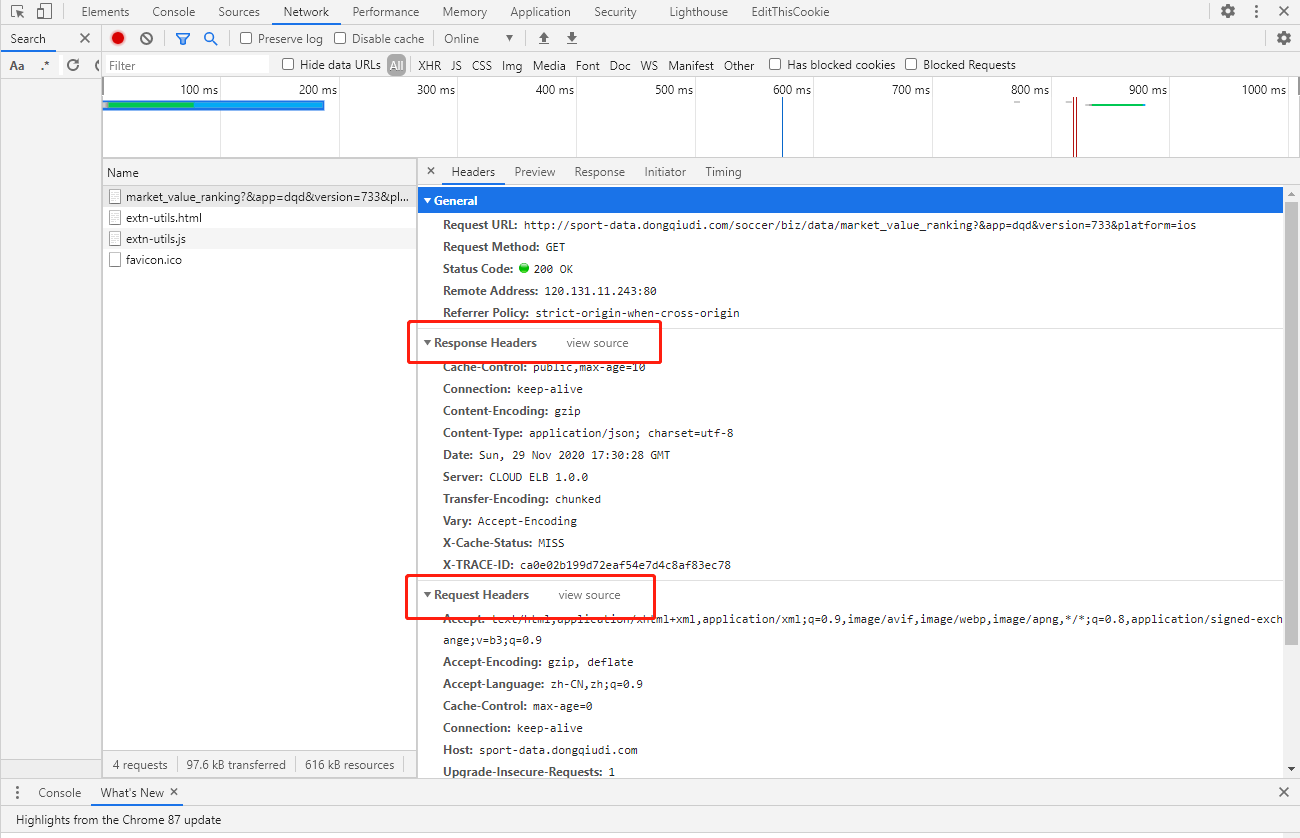 Elements Console Sources Network Performance Memory Application Security Lighthouse EditThisCookie
Search Preserve log Disable cache Online
Aa .* Filter Hide data URLs All XHR JS CSS Img Media Font Doc WS Manifest Other Has blocked cookies Blocked Requests
100 ms 200 ms 300 ms 400 ms 500 ms 600 ms 700 ms 800 ms 900 ms 1000 ms
Name
market_value_ranking?&app=dqd&version=733&pl...
extn-utils.html
extn-utils.js
favicon.ico
Headers Preview Response Initiator Timing
General
Request URL: http://sport-data.dongqiudi.com/soccer/biz/data/market_value_ranking?&app=dqd&version=733&platform=ios
Request Method: GET
Status Code: 200 OK
Remote Address: 120.131.11.243:80
Referrer Policy: strict-origin-when-cross-origin
Response Headers view source
Cache-Control: public,max-age=10
Connection: keep-alive
Content-Encoding: gzip
Content-Type: application/json; charset=utf-8
Date: Sun, 29 Nov 2020 17:30:28 GMT
Server: CLOUD ELB 1.0.0
Transfer-Encoding: chunked
Vary: Accept-Encoding
X-Cache-Status: MISS
X-TRACE-ID: ca0e02b199d72eaf54e7d4c8af83ec78
Request Headers view source
Accept: text/html,application/xhtml+xml,application/xml;q=0.9,image/avif,image/webp,image/apng,*/*;q=0.8,application/signed-exch
ange;v=b3;q=0.9
Accept-Encoding: gzip, deflate
Accept-Language: zh-CN,zh;q=0.9
Cache-Control: max-age=0
Connection: keep-alive
Host: sport-data.dongqiudi.com
Upgrade-Insecure-Requests: 1
4 requests 97.6 kB transferred 616 kB resources
Console What's New
Highlights from the Chrome 87 update